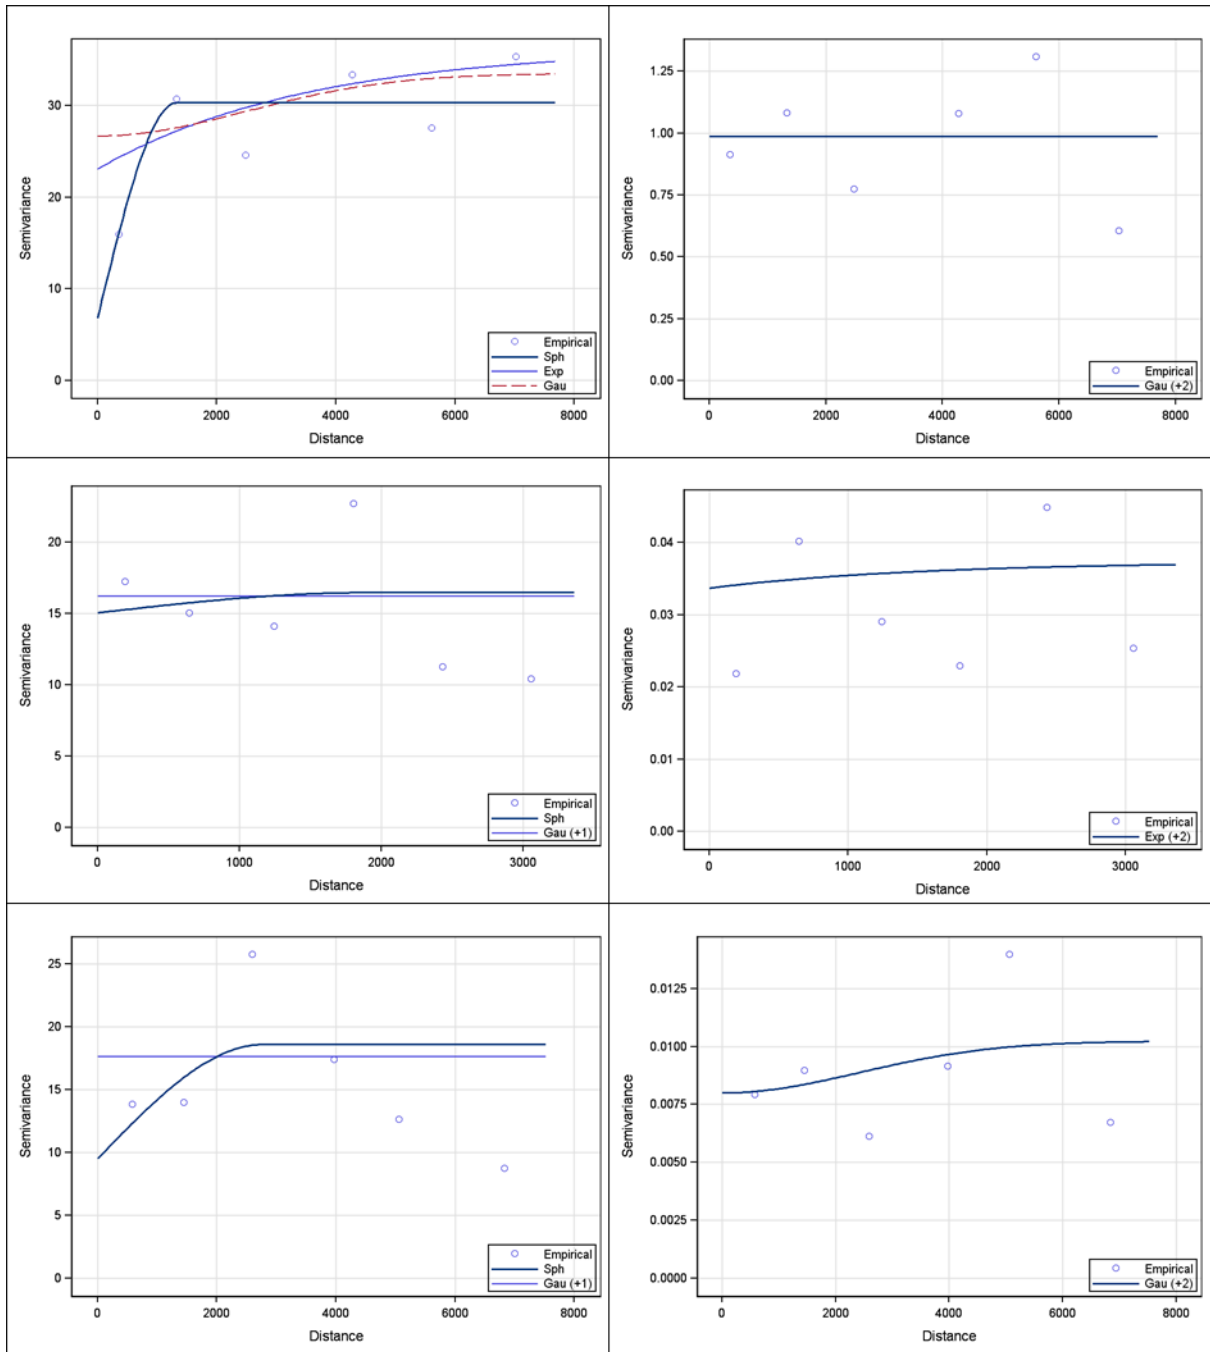 Semivariance
30
20
10
0
0 2000 4000 6000 8000
Distance
Empirical
Sph
Exp
Gau
Semivariance
1.25
1.00
0.75
0.50
0.25
0.00
0 2000 4000 6000 8000
Distance
Empirical
Gau (+2)
Semivariance
20
15
10
5
0
0 1000 2000 3000
Distance
Empirical
Sph
Gau (+1)
Semivariance
0.04
0.03
0.02
0.01
0.00
0 1000 2000 3000
Distance
Empirical
Exp (+2)
Semivariance
25
20
15
10
5
0
0 2000 4000 6000 8000
Distance
Empirical
Sph
Gau (+1)
Semivariance
0.0125
0.0100
0.0075
0.0050
0.0025
0.0000
0 2000 4000 6000 8000
Distance
Empirical
Gau (+2)